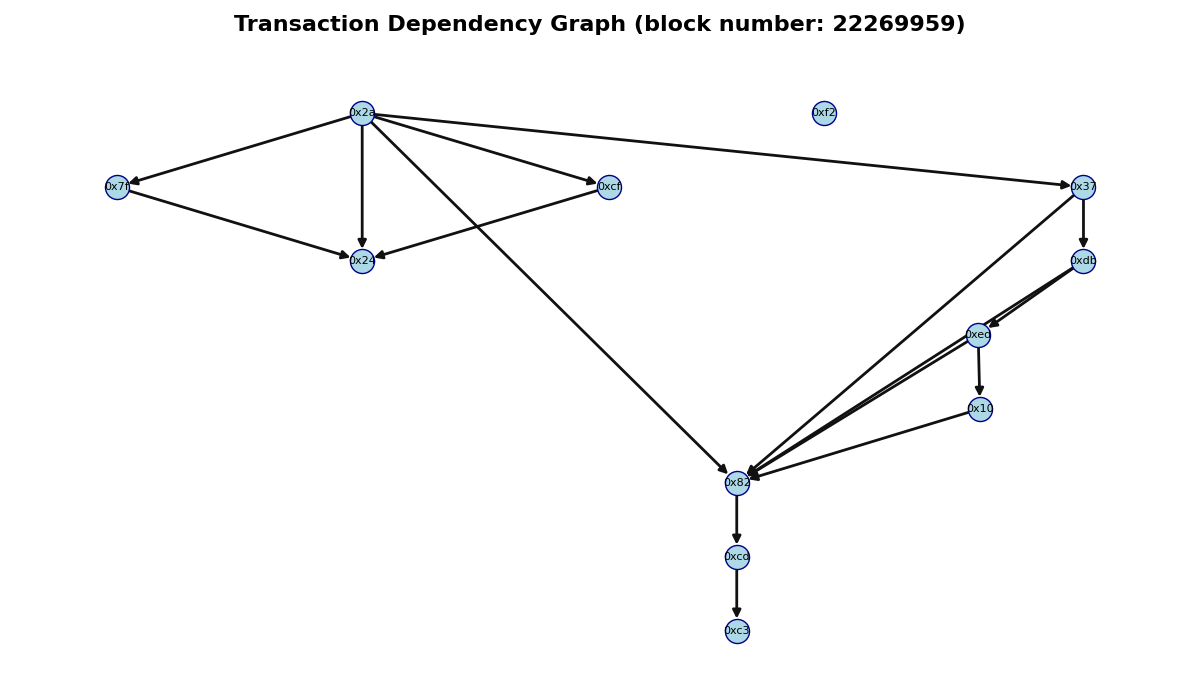 Transaction Dependency Graph (block number: 22269959)
0x2a
0xf2
0x7f
0xcf
0x37
0x24
0xdb
0xed
0x10
0x82
0xcd
0xc3